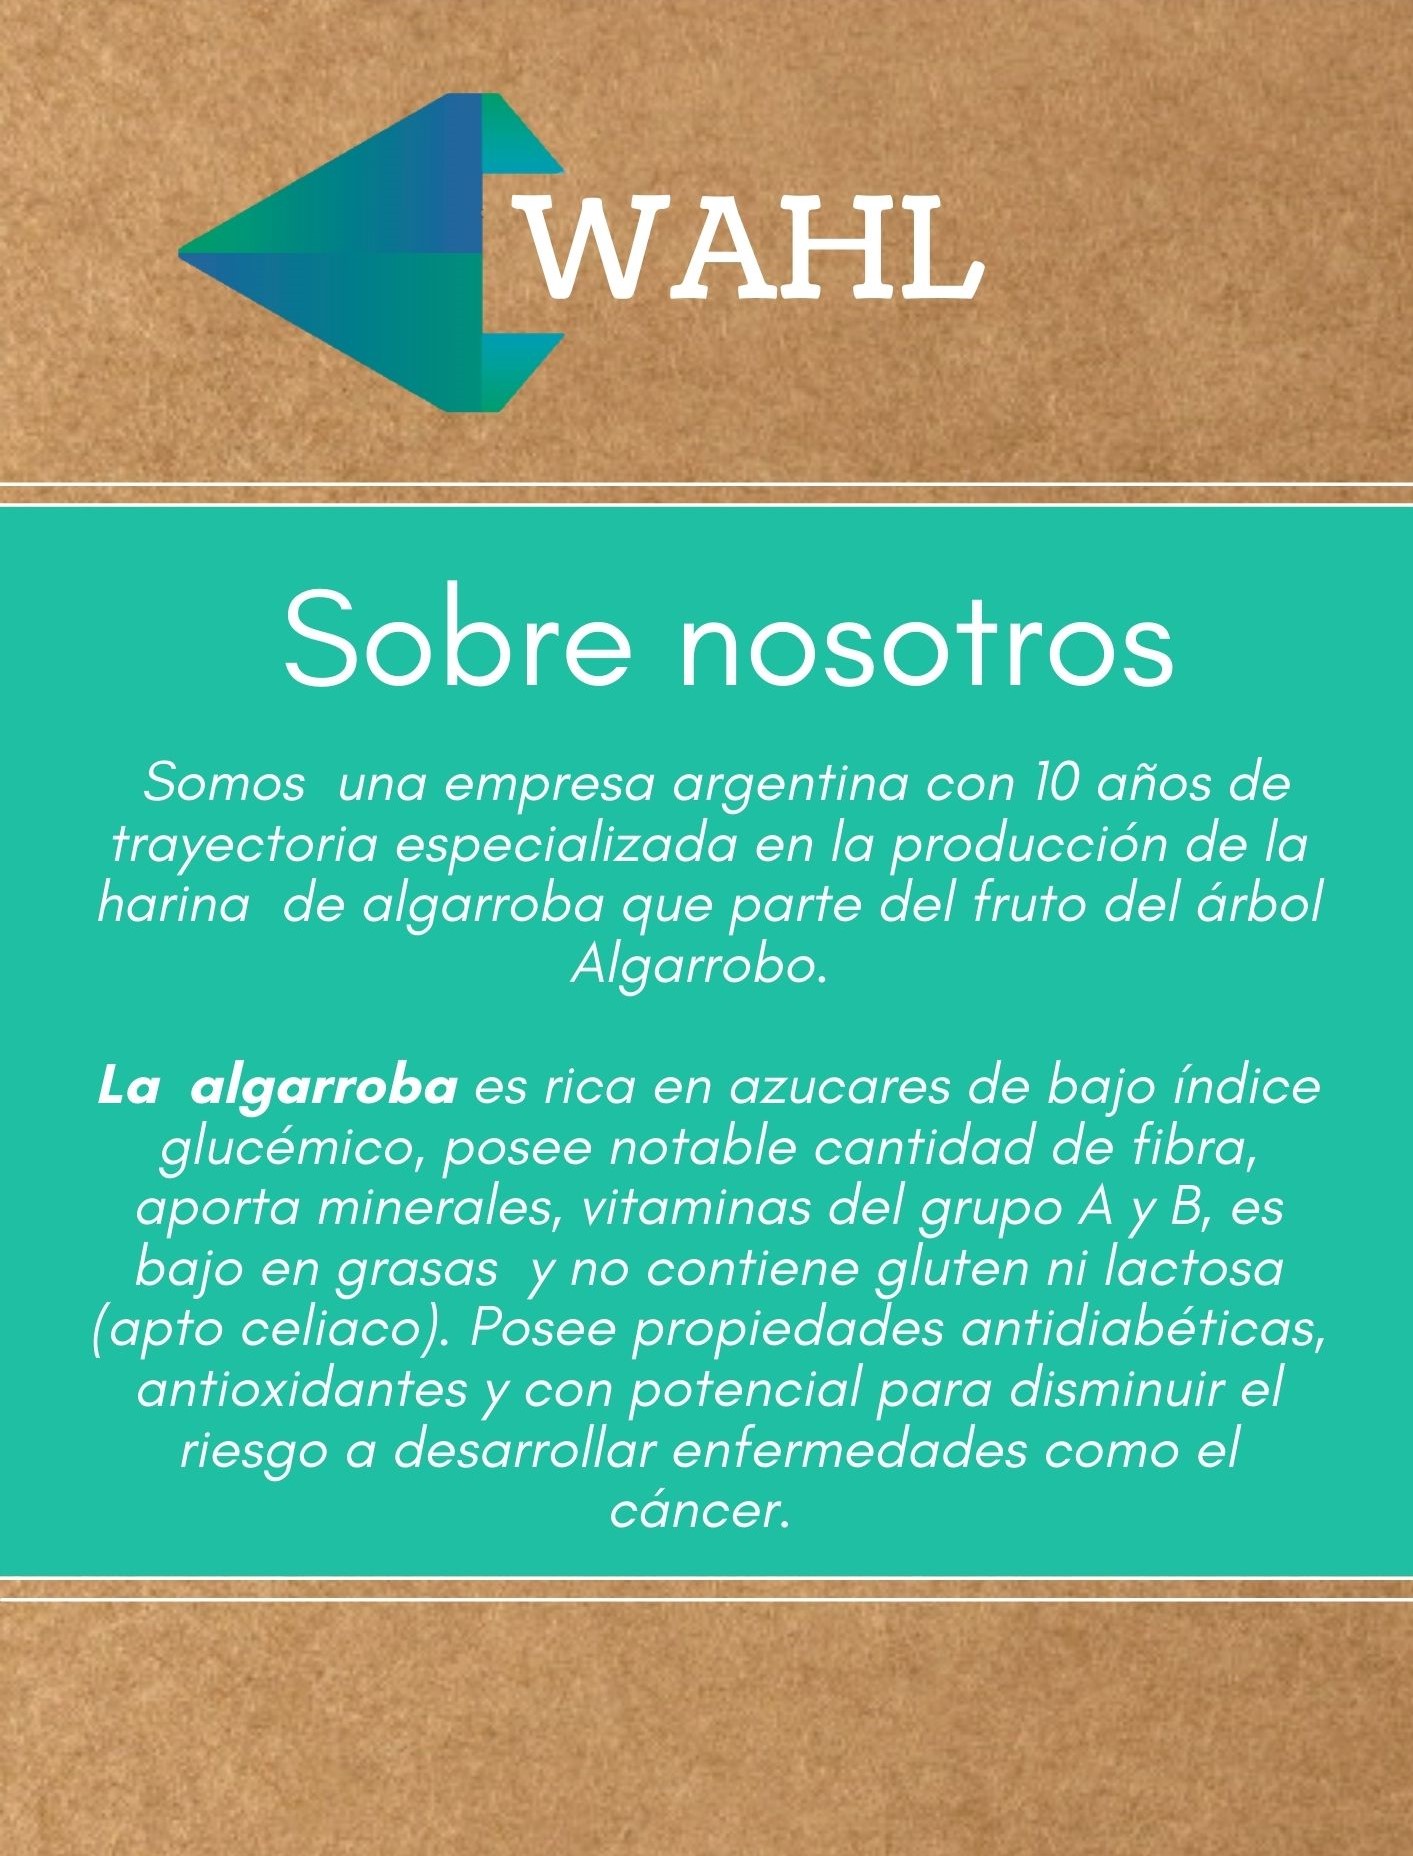 WAHL
Sobre nosotros
Somos una empresa argentina con 10 años de
trayectoria especializada en la producción de la
harina de algarroba que parte del fruto del árbol
Algarrobo.
La algarroba es rica en azucares de bajo índice
glucémico, posee notable cantidad de fibra,
aporta minerales, vitaminas del grupo A y B, es
bajo en grasas y no contiene gluten ni lactosa
(apto celiaco). Posee propiedades antidiabéticas,
antioxidantes y con potencial para disminuir el
riesgo a desarrollar enfermedades como el
cáncer.